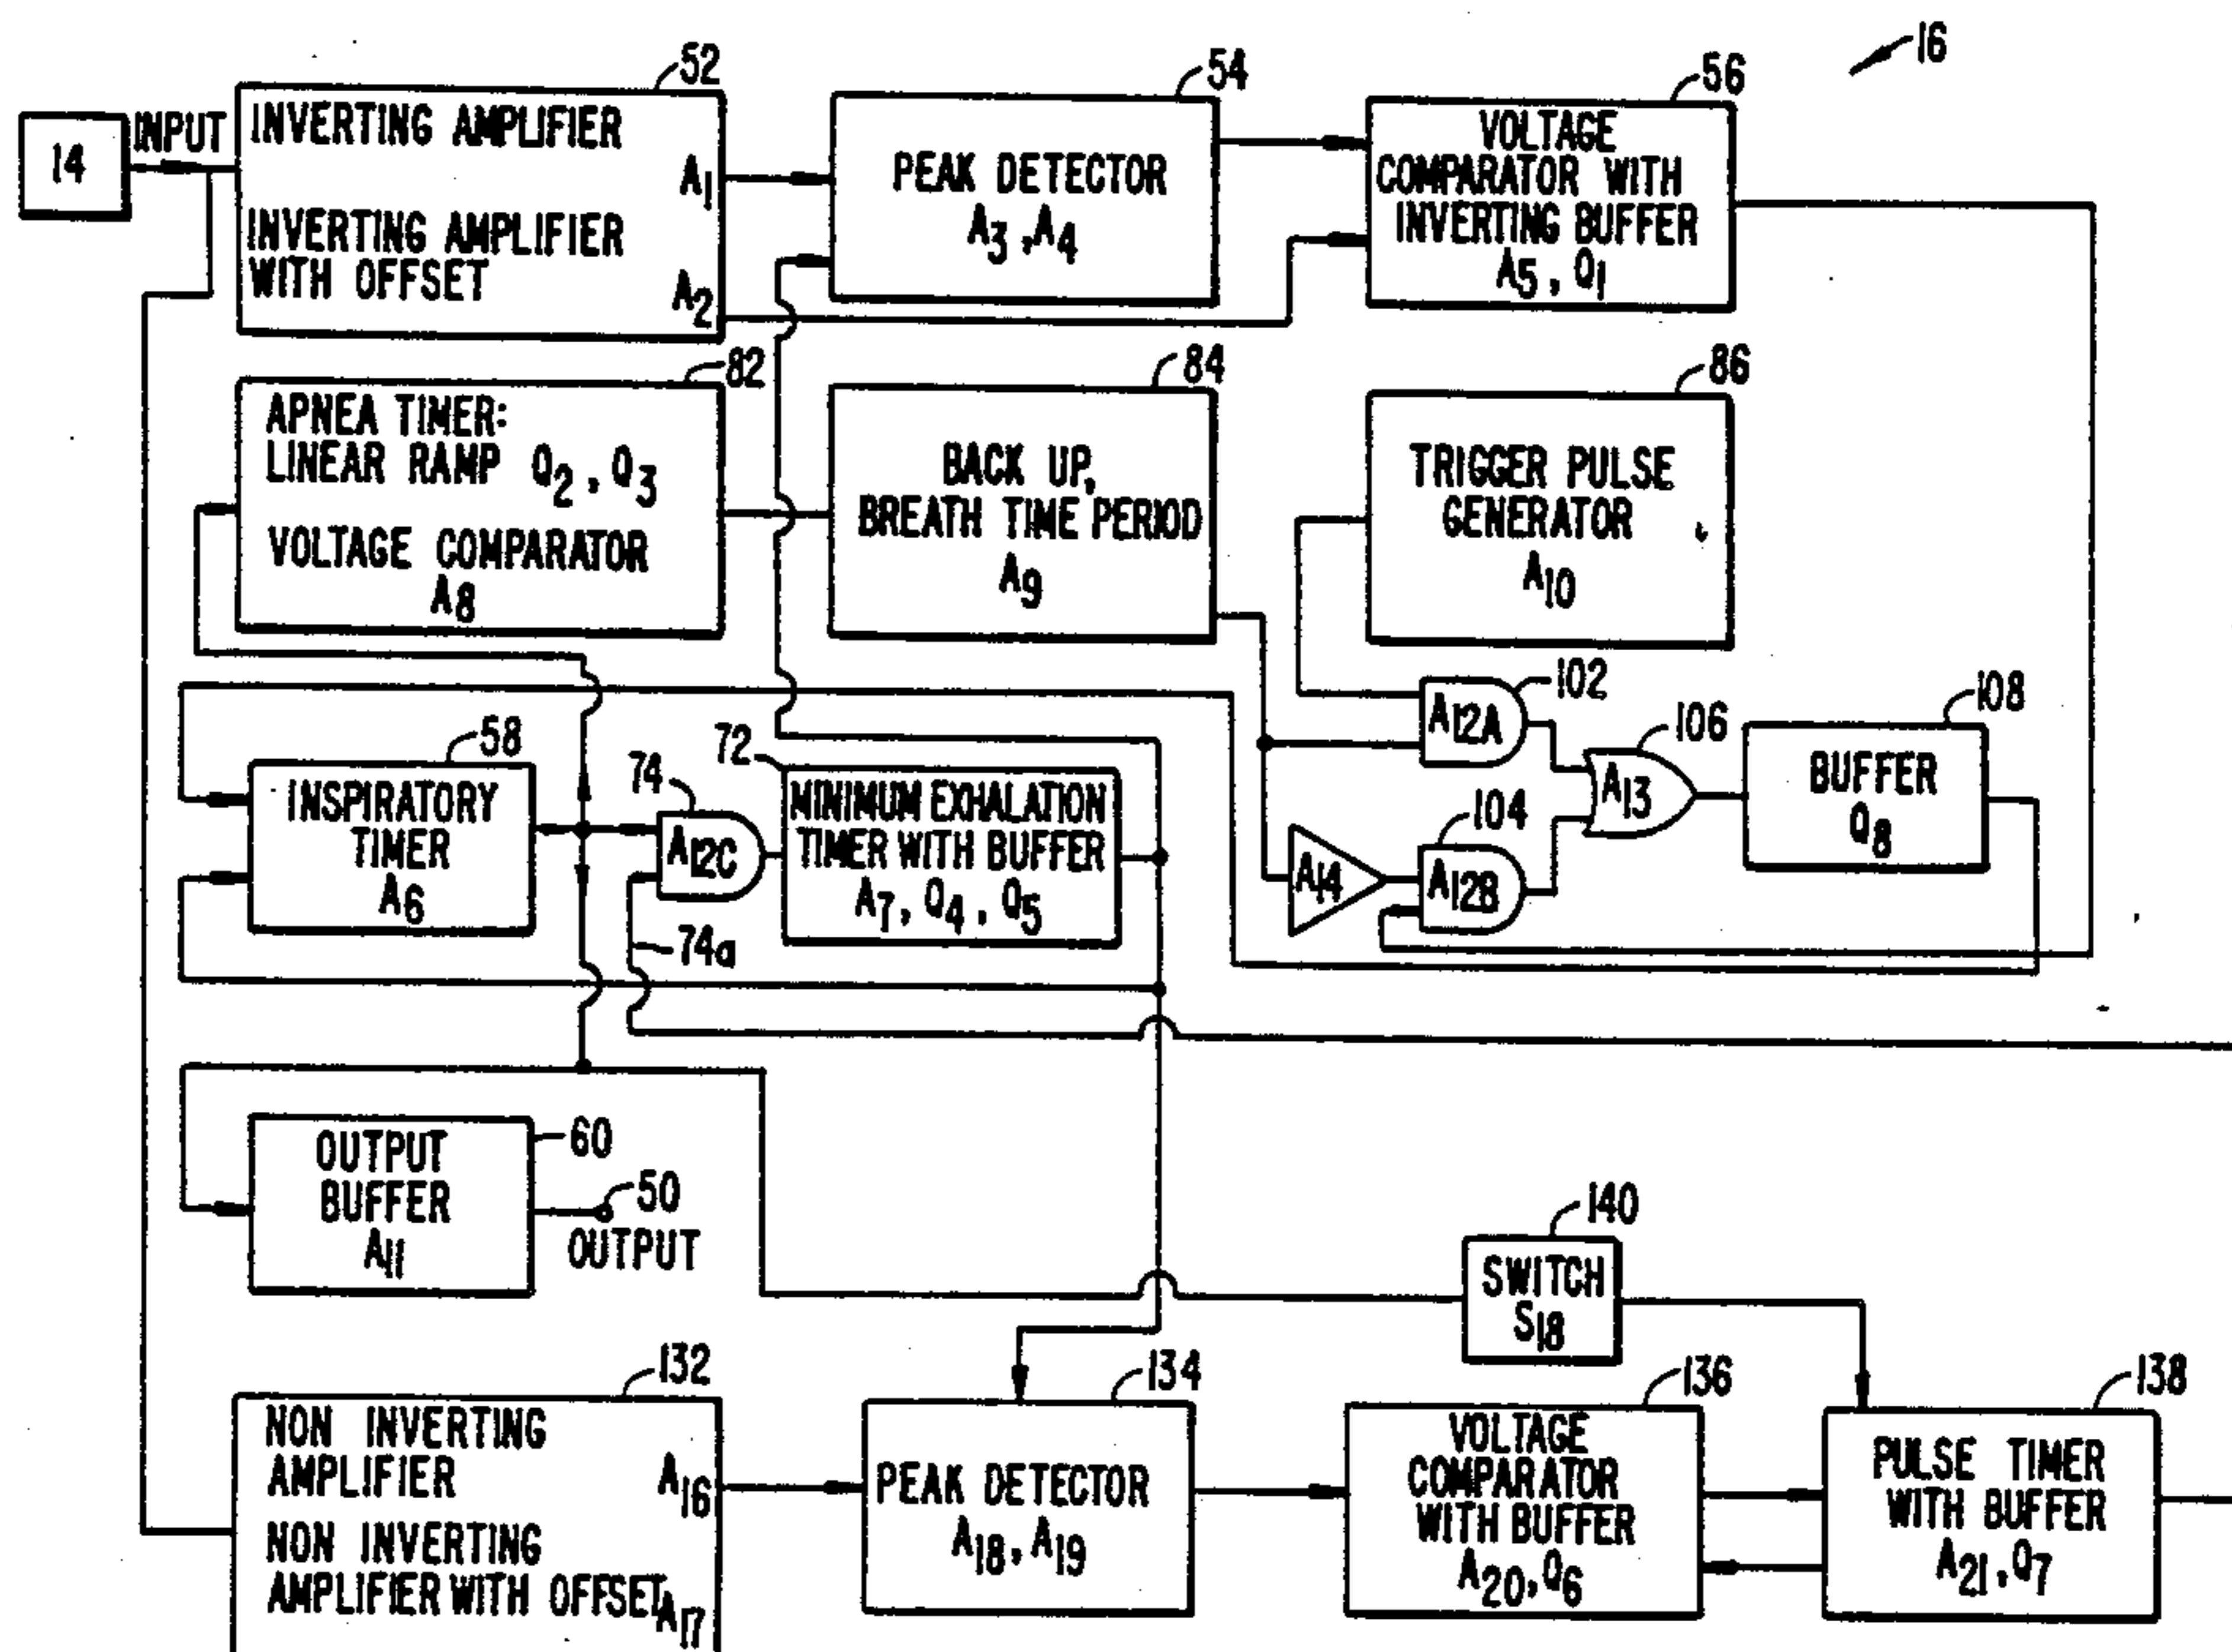 16
52
54
56
14
INPUT
INVERTING AMPLIFIER
A1
INVERTING AMPLIFIER
WITH OFFSET
A2
PEAK DETECTOR
A3, A4
VOLTAGE
COMPARATOR WITH
INVERTING BUFFER
A5, Q1
82
84
86
APNEA TIMER:
LINEAR RAMP Q2, Q3
VOLTAGE COMPARATOR
A8
BACK UP,
BREATH TIME PERIOD
A9
TRIGGER PULSE
GENERATOR
A10
58
INSPIRATORY
TIMER
A6
74
A12C
74a
72
MINIMUM EXHALATION
TIMER WITH BUFFER
A7, Q4, Q5
102
A12A
104
A14
A12B
106
A13
108
BUFFER
Q8
60
OUTPUT
BUFFER
A11
50
OUTPUT
140
SWITCH
S18
132
NON INVERTING
AMPLIFIER
A16
NON INVERTING
AMPLIFIER WITH OFFSET
A17
134
PEAK DETECTOR
A18, A19
136
VOLTAGE
COMPARATOR
WITH BUFFER
A20, Q6
138
PULSE TIMER
WITH BUFFER
A21, Q7